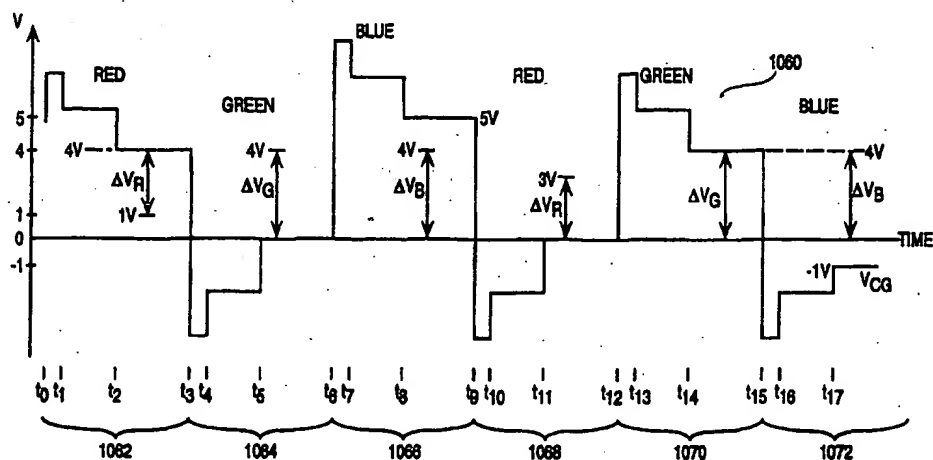 V
BLUE
RED
RED
GREEN
1060
GREEN
BLUE
5
5V
4
4V
4V
4V
4V
3V
ΔVR
ΔVG
ΔVB
ΔVR
ΔVG
ΔVB
1
1V
0
TIME
-1
-1V
VCG
t0 t1 t2 t3 t4 t5 t6 t7 t8 t9 t10 t11 t12 t13 t14 t15 t16 t17
1062 1064 1066 1068 1070 1072